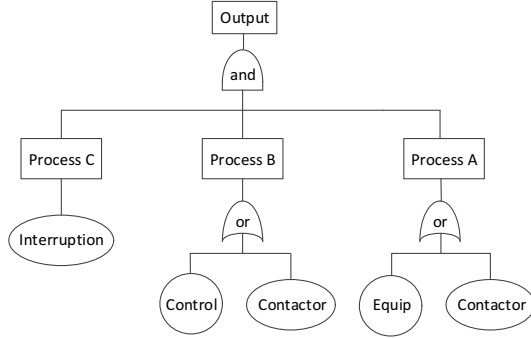 Output
and
Process C
Process B
Process A
Interruption
or
or
Control
Contactor
Equip
Contactor